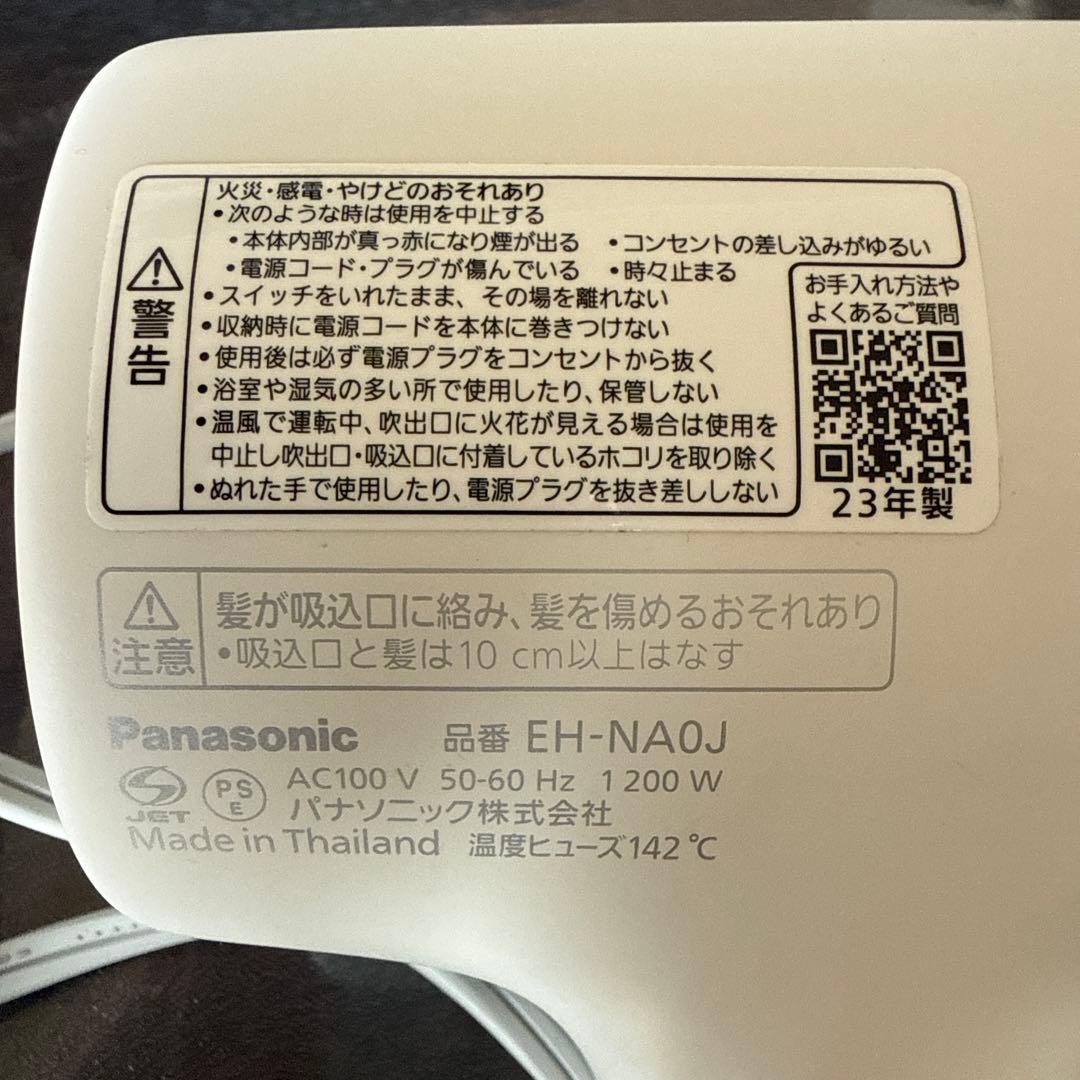 警告
火災・感電・やけどのおそれあり
•次のような時は使用を中止する
•本体内部が真っ赤になり煙が出る •コンセントの差し込みがゆるい
•電源コード・プラグが傷んでいる •時々止まる
•スイッチをいれたまま、その場を離れない
•収納時に電源コードを本体に巻きつけない
•使用後は必ず電源プラグをコンセントから抜く
•浴室や湿気の多い所で使用したり、保管しない
•温風で運転中、吹出口に火花が見える場合は使用を
中止し吹出口・吸込口に付着しているホコリを取り除く
•ぬれた手で使用したり、電源プラグを抜き差ししない
お手入れ方法や
よくあるご質問
23年製
注意
髪が吸込口に絡み、髪を傷めるおそれあり
•吸込口と髪は10 cm以上はなす
Panasonic 品番 EH-NA0J
JET PSE AC100 V 50-60 Hz 1 200 W
パナソニック株式会社
Made in Thailand 温度ヒューズ142 ℃